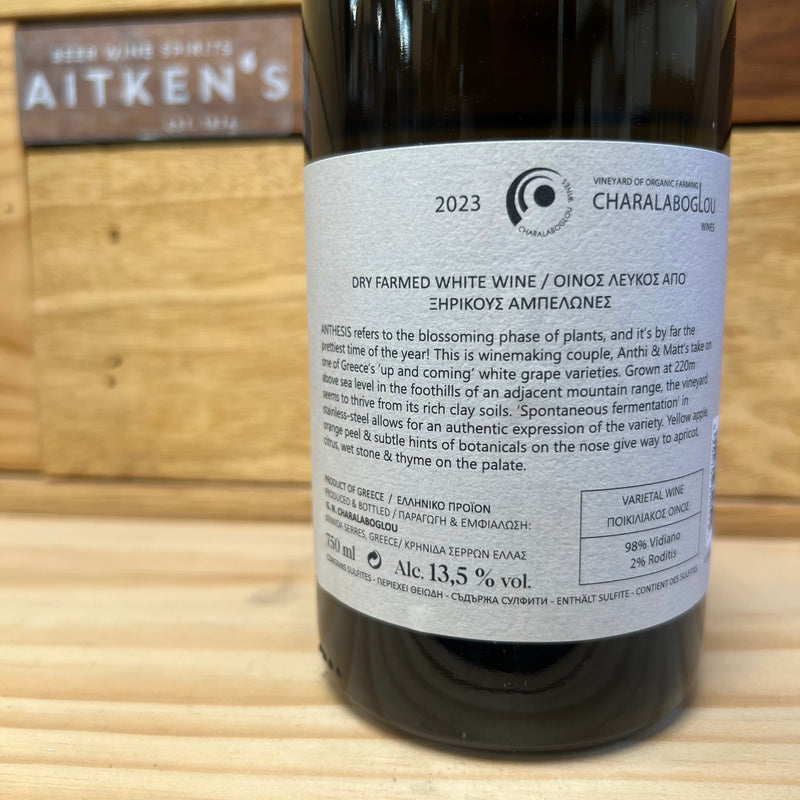 BEER WINE SPIRITS
AITKEN'S
EST. 1874
2023
CHARALABOGLOU WINES
VINEYARD OF ORGANIC FARMING
CHARALABOGLOU
WINES
DRY FARMED WHITE WINE / ΟΙΝΟΣ ΛΕΥΚΟΣ ΑΠΟ
ΞΗΡΙΚΟΥΣ ΑΜΠΕΛΩΝΕΣ
ANTHESIS refers to the blossoming phase of plants, and it's by far the
prettiest time of the year! This is winemaking couple, Anthi & Matt's take on
one of Greece's 'up and coming' white grape varieties. Grown at 220m
above sea level in the foothills of an adjacent mountain range, the vineyard
seems to thrive from its rich clay soils. 'Spontaneous fermentation' in
stainless-steel allows for an authentic expression of the variety. Yellow apple,
orange peel & subtle hints of botanicals on the nose give way to apricot,
citrus, wet stone & thyme on the palate.
PRODUCT OF GREECE / ΕΛΛΗΝΙΚΟ ΠΡΟΪΟΝ
PRODUCED & BOTTLED / ΠΑΡΑΓΩΓΗ & ΕΜΦΙΑΛΩΣΗ:
G. N. CHARALABOGLOU
KRINIDA SERRES, GREECE/ ΚΡΗΝΙΔΑ ΣΕΡΡΩΝ ΕΛΛΑΣ
750 ml Alc. 13,5 % vol.
CONTAINS SULFITES - ΠΕΡΙΕΧΕΙ ΘΕΙΩΔΗ - СЪДЪРЖА СУЛФИТИ - ENTHÄLT SULFITE - CONTIENT DES SULFITES
VARIETAL WINE
ΠΟΙΚΙΛΙΑΚΟΣ ΟΙΝΟΣ
98% Vidiano
2% Roditis